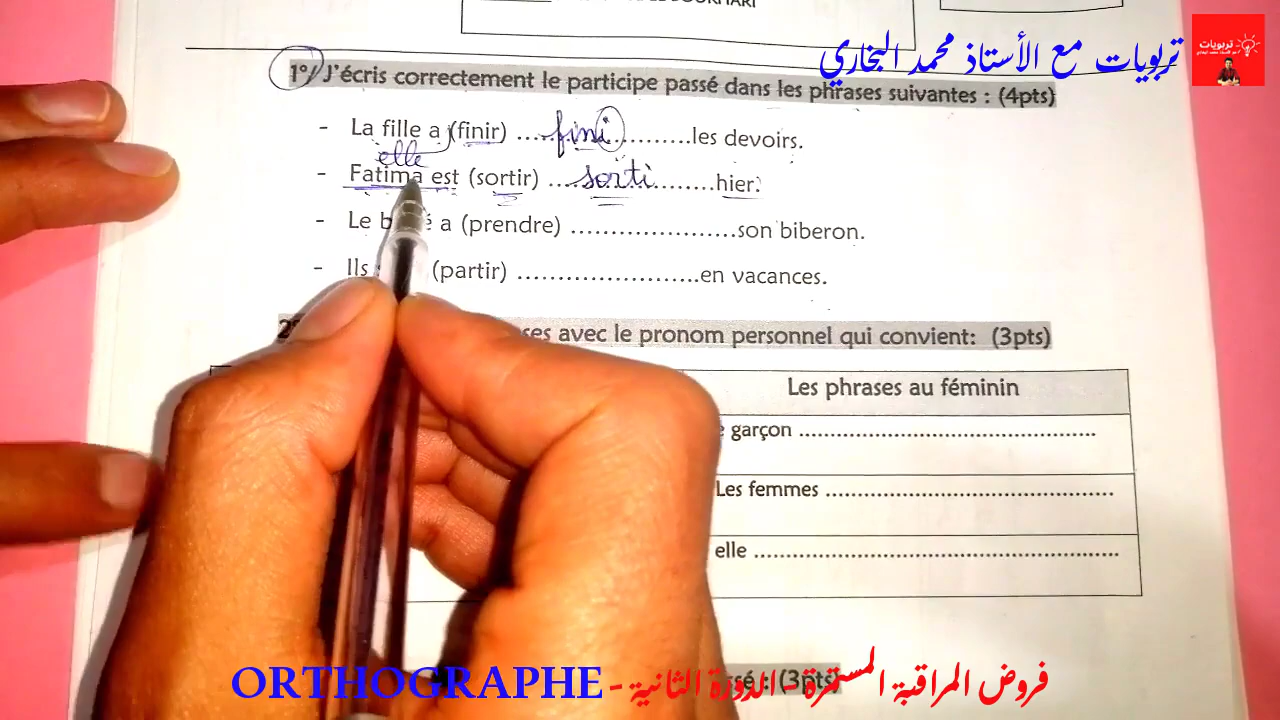 تربويات مع الأستاذ محمد البخاري
تربويات
1°/ J'écris correctement le participe passé dans les phrases suivantes : (4pts)
- La fille a (finir) .... fini ...........les devoirs.
elle
- Fatima est (sortir) .... sorti ..........hier.
- Le a (prendre) ......................son biberon.
- Ils (partir) ........................en vacances.
avec le pronom personnel qui convient: (3pts)
Les phrases au féminin
garçon ..........................................
Les femmes .........................................
elle ....................................................
: (3pts)
ORTHOGRAPHE - فروض المراقبة المستمرة - الدورة الثانية